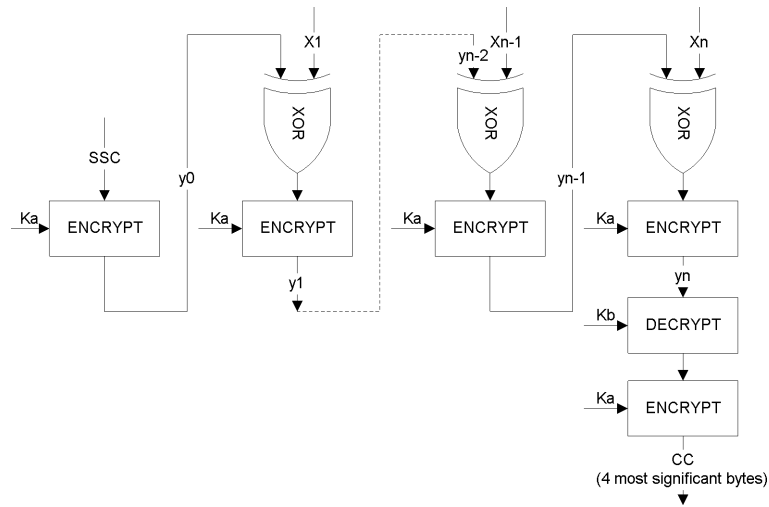 X1
yn-2
Xn-1
Xn
XOR
XOR
XOR
SSC
y0
yn-1
Ka
ENCRYPT
Ka
ENCRYPT
Ka
ENCRYPT
Ka
ENCRYPT
y1
yn
Kb
DECRYPT
Ka
ENCRYPT
CC
(4 most significant bytes)